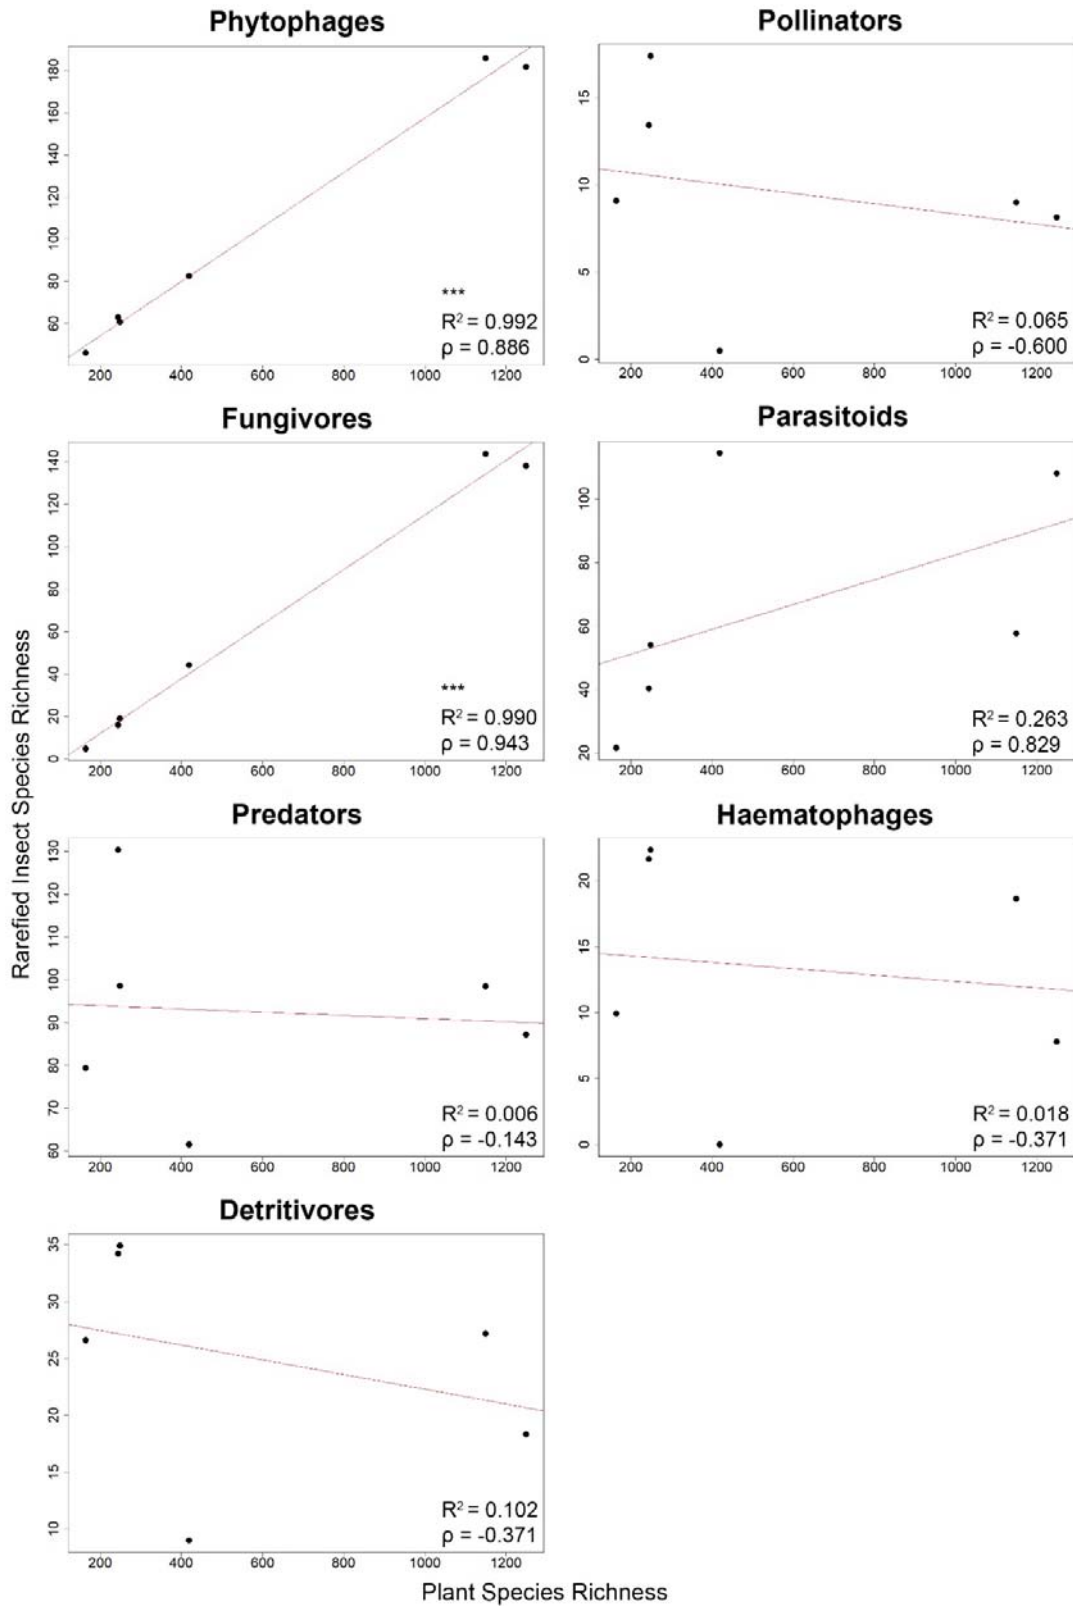 Phytophages
180
160
140
120
100
80
60
***
R² = 0.992
ρ = 0.886
200 400 600 800 1000 1200
Pollinators
15
10
5
0
R² = 0.065
ρ = -0.600
200 400 600 800 1000 1200
Fungivores
140
120
100
80
60
40
20
0
***
R² = 0.990
ρ = 0.943
200 400 600 800 1000 1200
Parasitoids
100
80
60
40
20
R² = 0.263
ρ = 0.829
200 400 600 800 1000 1200
Rarefied Insect Species Richness
Predators
130
120
110
100
90
80
70
60
R² = 0.006
ρ = -0.143
200 400 600 800 1000 1200
Haematophages
20
15
10
5
0
R² = 0.018
ρ = -0.371
200 400 600 800 1000 1200
Detritivores
35
30
25
20
15
10
R² = 0.102
ρ = -0.371
200 400 600 800 1000 1200
Plant Species Richness